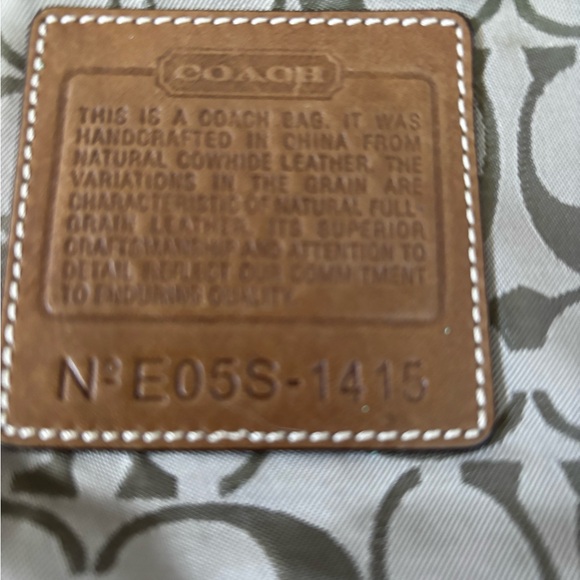 COACH
THIS IS A COACH BAG. IT WAS
HANDCRAFTED IN CHINA FROM
NATURAL COWHIDE LEATHER. THE
VARIATIONS IN THE GRAIN ARE
CHARACTERISTIC OF NATURAL FULL
GRAIN LEATHER. ITS SUPERIOR
CRAFTSMANSHIP AND ATTENTION TO
DETAIL REFLECT OUR COMMITMENT
TO ENDURING QUALITY.
Nº E05S-1415